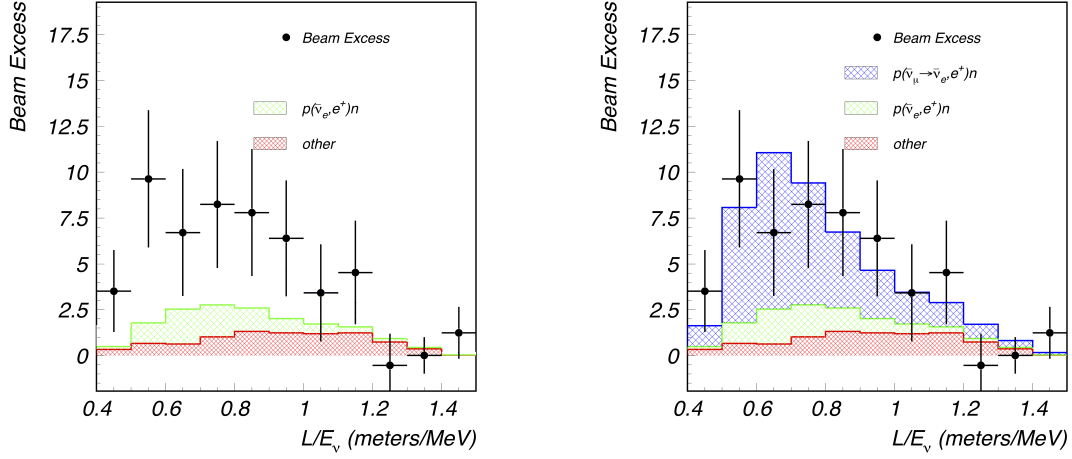 Beam Excess
17.5
15
12.5
10
7.5
5
2.5
0
Beam Excess
p(ν̄e,e⁺)n
other
0.4 0.6 0.8 1 1.2 1.4
L/Eν (meters/MeV)
Beam Excess
17.5
15
12.5
10
7.5
5
2.5
0
Beam Excess
p(ν̄μ→ν̄e,e⁺)n
p(ν̄e,e⁺)n
other
0.4 0.6 0.8 1 1.2 1.4
L/Eν (meters/MeV)